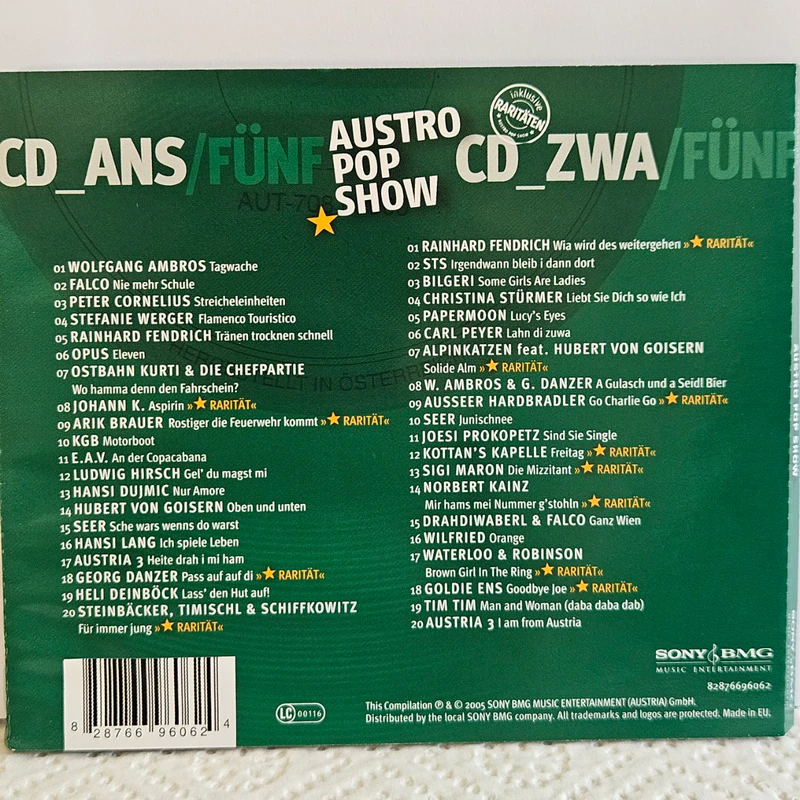 CD_ANS/FÜNF
AUSTRO
POP
SHOW
inklusive
RARITÄTEN
CD_ZWA/FÜNF
01 WOLFGANG AMBROS Tagwache
02 FALCO Nie mehr Schule
03 PETER CORNELIUS Streicheleinheiten
04 STEFANIE WERGER Flamenco Touristico
05 RAINHARD FENDRICH Tränen trocknen schnell
06 OPUS Eleven
07 OSTBAHN KURTI & DIE CHEFPARTIE
Wo hamma denn den Fahrschein?
08 JOHANN K. Aspirin »★ RARITÄT«
09 ARIK BRAUER Rostiger die Feuerwehr kommt »★ RARITÄT«
10 KGB Motorboot
11 E.A.V. An der Copacabana
12 LUDWIG HIRSCH Gel' du magst mi
13 HANSI DUJMIC Nur Amore
14 HUBERT VON GOISERN Oben und unten
15 SEER Sche wars wenns do warst
16 HANSI LANG Ich spiele Leben
17 AUSTRIA 3 Heite drah i mi ham
18 GEORG DANZER Pass auf auf di »★ RARITÄT«
19 HELI DEINBÖCK Lass' den Hut auf!
20 STEINBÄCKER, TIMISCHL & SCHIFFKOWITZ
Für immer jung »★ RARITÄT«
01 RAINHARD FENDRICH Wia wird des weitergehen »★ RARITÄT«
02 STS Irgendwann bleib i dann dort
03 BILGERI Some Girls Are Ladies
04 CHRISTINA STÜRMER Liebt Sie Dich so wie Ich
05 PAPERMOON Lucy's Eyes
06 CARL PEYER Lahn di zuwa
07 ALPINKATZEN feat. HUBERT VON GOISERN
Solide Alm »★ RARITÄT«
08 W. AMBROS & G. DANZER A Gulasch und a Seidl Bier
09 AUSSEER HARDBRADLER Go Charlie Go »★ RARITÄT«
10 SEER Junischnee
11 JOESI PROKOPETZ Sind Sie Single
12 KOTTAN'S KAPELLE Freitag »★ RARITÄT«
13 SIGI MARON Die Mizzitant »★ RARITÄT«
14 NORBERT KAINZ
Mir hams mei Nummer g'stohln »★ RARITÄT«
15 DRAHDIWABERL & FALCO Ganz Wien
16 WILFRIED Orange
17 WATERLOO & ROBINSON
Brown Girl In The Ring »★ RARITÄT«
18 GOLDIE ENS Goodbye Joe »★ RARITÄT«
19 TIM TIM Man and Woman (daba daba dab)
20 AUSTRIA 3 I am from Austria
SONY BMG
MUSIC ENTERTAINMENT
82876696062
8 28766 96062 4
LC 00116
This Compilation ℗ & © 2005 SONY BMG MUSIC ENTERTAINMENT (AUSTRIA) GmbH.
Distributed by the local SONY BMG company. All trademarks and logos are protected. Made in EU.
AUSTRO POP SHOW